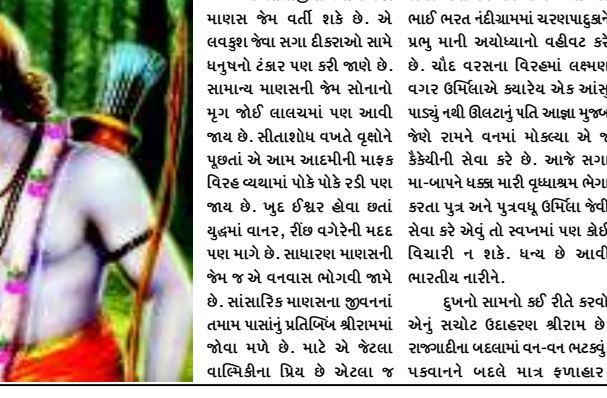 માણસ જેમ વર્તી શકે છે. એ
લવકુશ જેવા સગા દીકરાઓ સામે
ધનુષનો ટંકાર પણ કરી જાણે છે.
સામાન્ય માણસની જેમ સોનાનો
મૃગ જોઈ લાલચમાં પણ આવી
જાય છે. સીતાશોધ વખતે વૃક્ષોને
પૂછતાં એ આમ આદમીની માફક
વિરહ વ્યથામાં પોકે પોકે રડી પણ
જાય છે. ખુદ ઈશ્વર હોવા છતાં
યુદ્ધમાં વાનર, રીંછ વગેરેની મદદ
પણ માગે છે. સાધારણ માણસની
જેમ જ એ વનવાસ ભોગવી જામે
છે. સાંસારિક માણસના જીવનનાં
તમામ પાસાંનું પ્રતિબિંબ શ્રીરામમાં
જોવા મળે છે. માટે એ જેટલા
વાલ્મિકીના પ્રિય છે એટલા જ
ભાઈ ભરત નંદીગ્રામમાં ચરણપાદુકાને
પ્રભુ માની અયોધ્યાનો વહીવટ કરે
છે. ચૌદ વરસના વિરહમાં લક્ષ્મણ
વગર ઉર્મિલાએ ક્યારેય એક આંસુ
પાડ્યું નથી ઊલટાનું પતિ આજ્ઞા મુજબ
જેણે રામને વનમાં મોકલ્યા એ જ
કૈકેયીની સેવા કરે છે. આજે સગા
મા-બાપને ધક્કા મારી વૃધ્ધાશ્રમ ભેગા
કરતા પુત્ર અને પુત્રવધૂ ઉર્મિલા જેવી
સેવા કરે એવું તો સ્વપ્નમાં પણ કોઈ
વિચારી ન શકે. ધન્ય છે આવી
ભારતીય નારીને.
દુખનો સામનો કઈ રીતે કરવો
એનું સચોટ ઉદાહરણ શ્રીરામ છે.
રાજગાદીના બદલામાં વન-વન ભટકવું,
પકવાનને બદલે માત્ર ફળાહાર